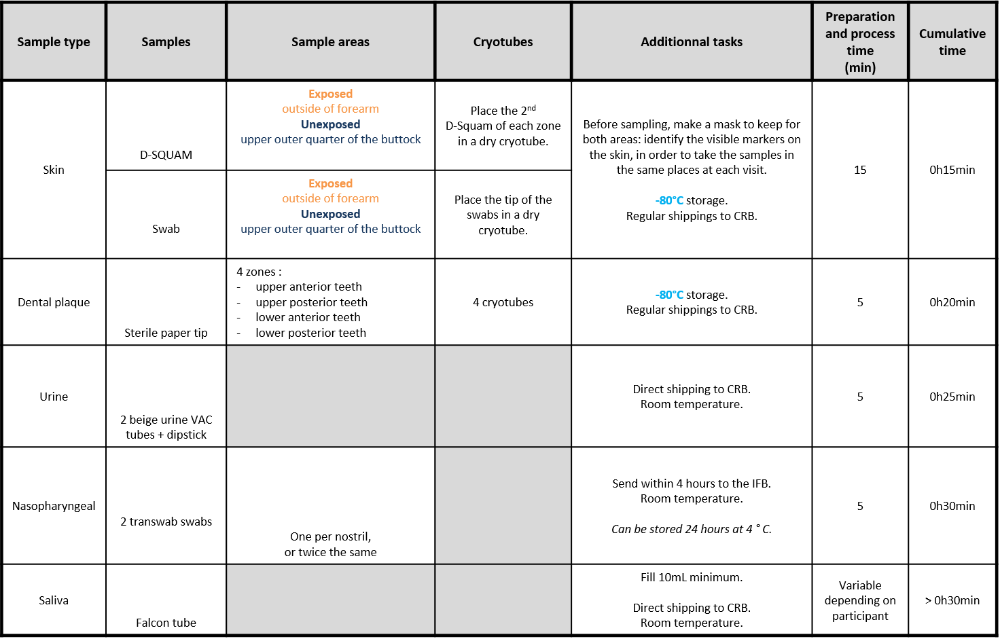 Sample type
Samples
Sample areas
Cryotubes
Additionnal tasks
Preparation
and process
time
(min)
Cumulative
time
Skin
D-SQUAM
Exposed
outside of forearm
Unexposed
upper outer quarter of the buttock
Place the 2nd
D-Squam of each zone
in a dry cryotube.
Before sampling, make a mask to keep for
both areas: identify the visible markers on
the skin, in order to take the samples in
the same places at each visit.
-80°C storage.
Regular shippings to CRB.
15
0h15min
Swab
Exposed
outside of forearm
Unexposed
upper outer quarter of the buttock
Place the tip of the
swabs in a dry
cryotube.
Dental plaque
Sterile paper tip
4 zones :
- upper anterior teeth
- upper posterior teeth
- lower anterior teeth
- lower posterior teeth
4 cryotubes
-80°C storage.
Regular shippings to CRB.
5
0h20min
Urine
2 beige urine VAC
tubes + dipstick
Direct shipping to CRB.
Room temperature.
5
0h25min
Nasopharyngeal
2 transwab swabs
One per nostril,
or twice the same
Send within 4 hours to the IFB.
Room temperature.
Can be stored 24 hours at 4 ° C.
5
0h30min
Saliva
Falcon tube
Fill 10mL minimum.
Direct shipping to CRB.
Room temperature.
Variable
depending on
participant
> 0h30min